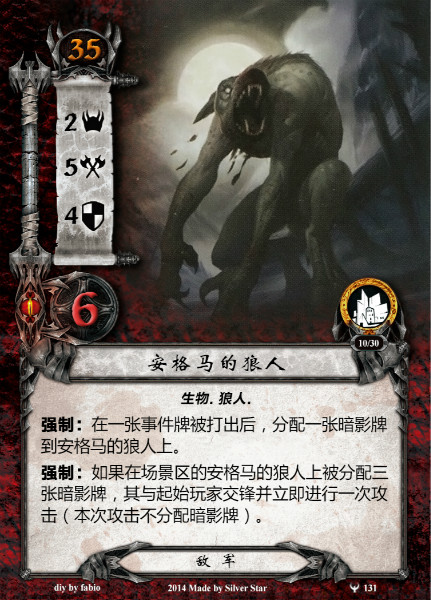 35
2
5
4
6
10/30
安格马的狼人
生物. 狼人.
强制：在一张事件牌被打出后，分配一张暗影牌
到安格马的狼人上。
强制：如果在场景区的安格马的狼人上被分配三
张暗影牌，其与起始玩家交锋并立即进行一次攻
击（本次攻击不分配暗影牌）。
敌 军
diy by fabio 2014 Made by Silver Star 131